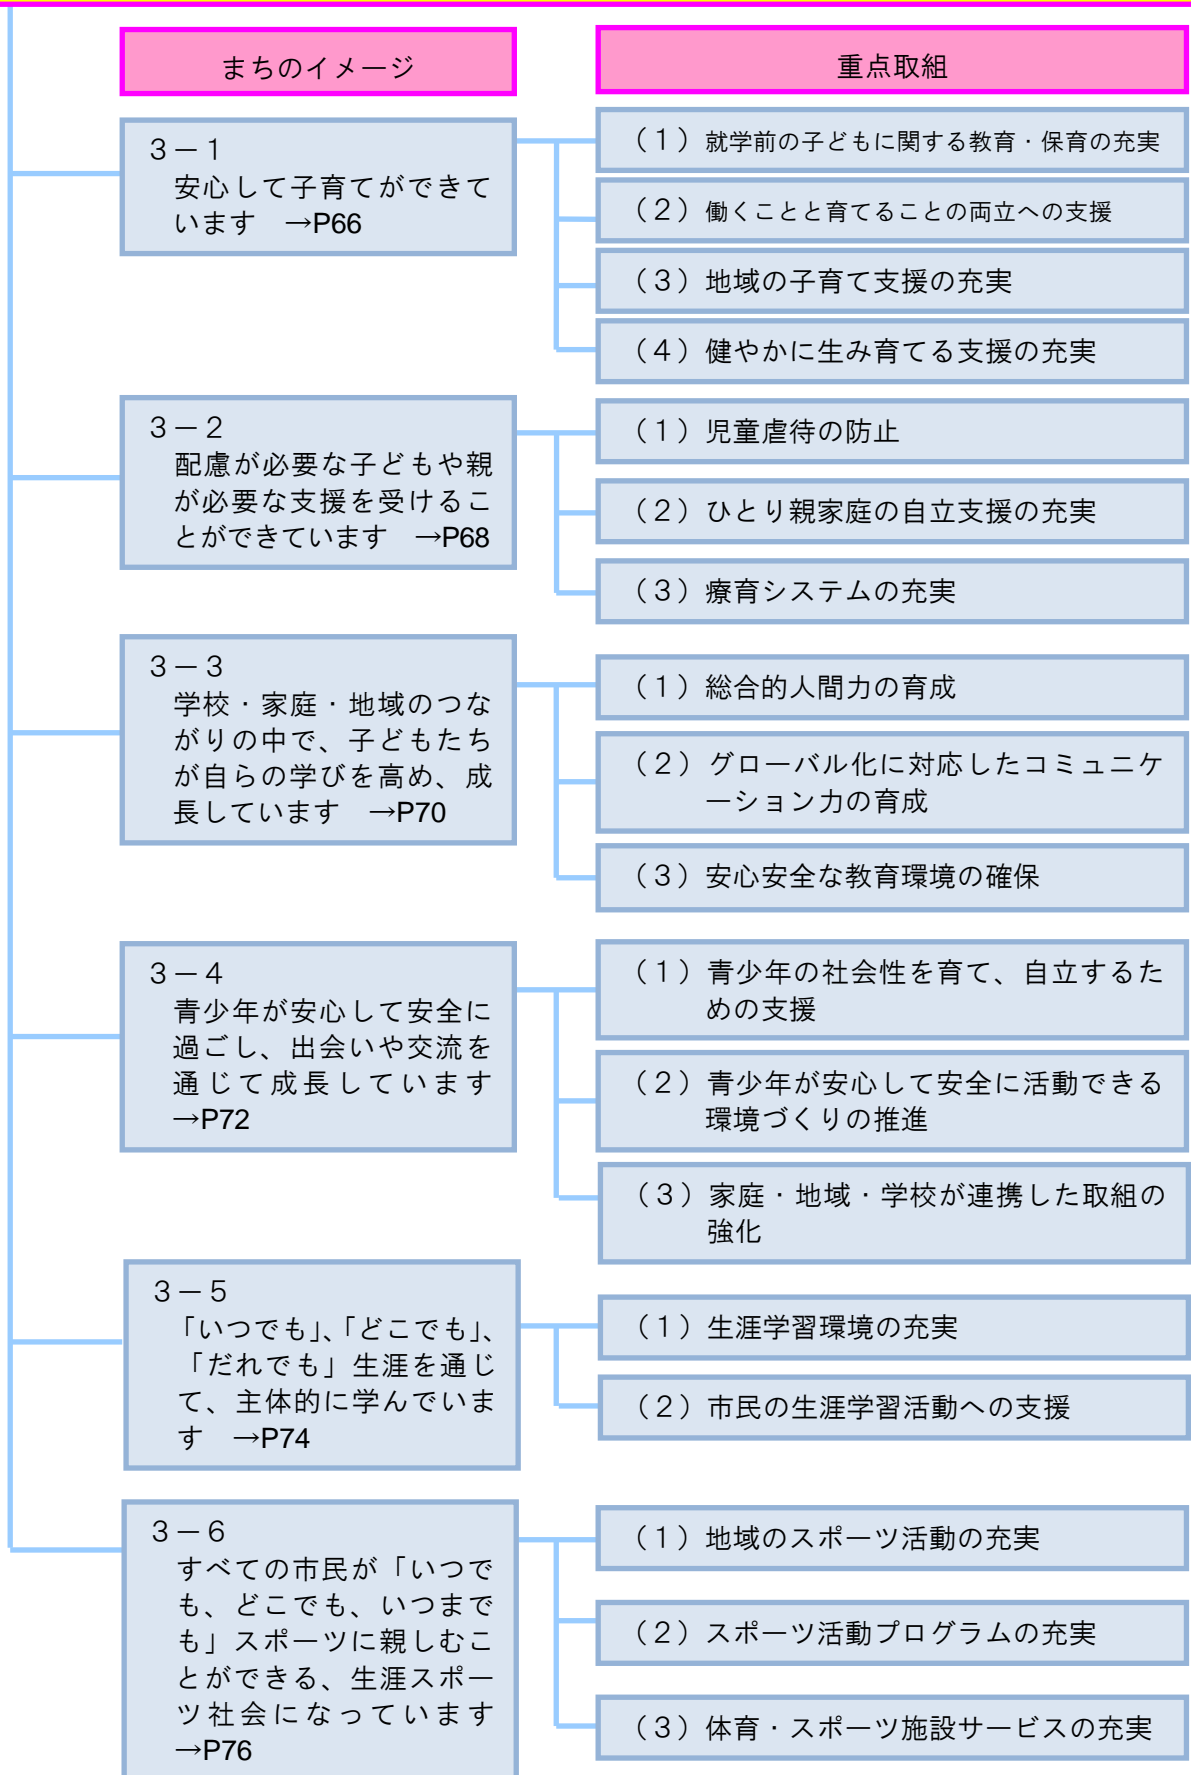 まちのイメージ
重点取組
3－1
安心して子育てができて
います　→P66
（1）就学前の子どもに関する教育・保育の充実
（2）働くことと育てることの両立への支援
（3）地域の子育て支援の充実
（4）健やかに生み育てる支援の充実
3－2
配慮が必要な子どもや親
が必要な支援を受けるこ
とができています　→P68
（1）児童虐待の防止
（2）ひとり親家庭の自立支援の充実
（3）療育システムの充実
3－3
学校・家庭・地域のつな
がりの中で、子どもたち
が自らの学びを高め、成
長しています　→P70
（1）総合的人間力の育成
（2）グローバル化に対応したコミュニケ
ーション力の育成
（3）安心安全な教育環境の確保
3－4
青少年が安心して安全に
過ごし、出会いや交流を
通じて成長しています
→P72
（1）青少年の社会性を育て、自立するた
めの支援
（2）青少年が安心して安全に活動できる
環境づくりの推進
（3）家庭・地域・学校が連携した取組の
強化
3－5
「いつでも」、「どこでも」、
「だれでも」生涯を通じ
て、主体的に学んでいま
す　→P74
（1）生涯学習環境の充実
（2）市民の生涯学習活動への支援
3－6
すべての市民が「いつで
も、どこでも、いつまで
も」スポーツに親しむこ
とができる、生涯スポー
ツ社会になっています
→P76
（1）地域のスポーツ活動の充実
（2）スポーツ活動プログラムの充実
（3）体育・スポーツ施設サービスの充実